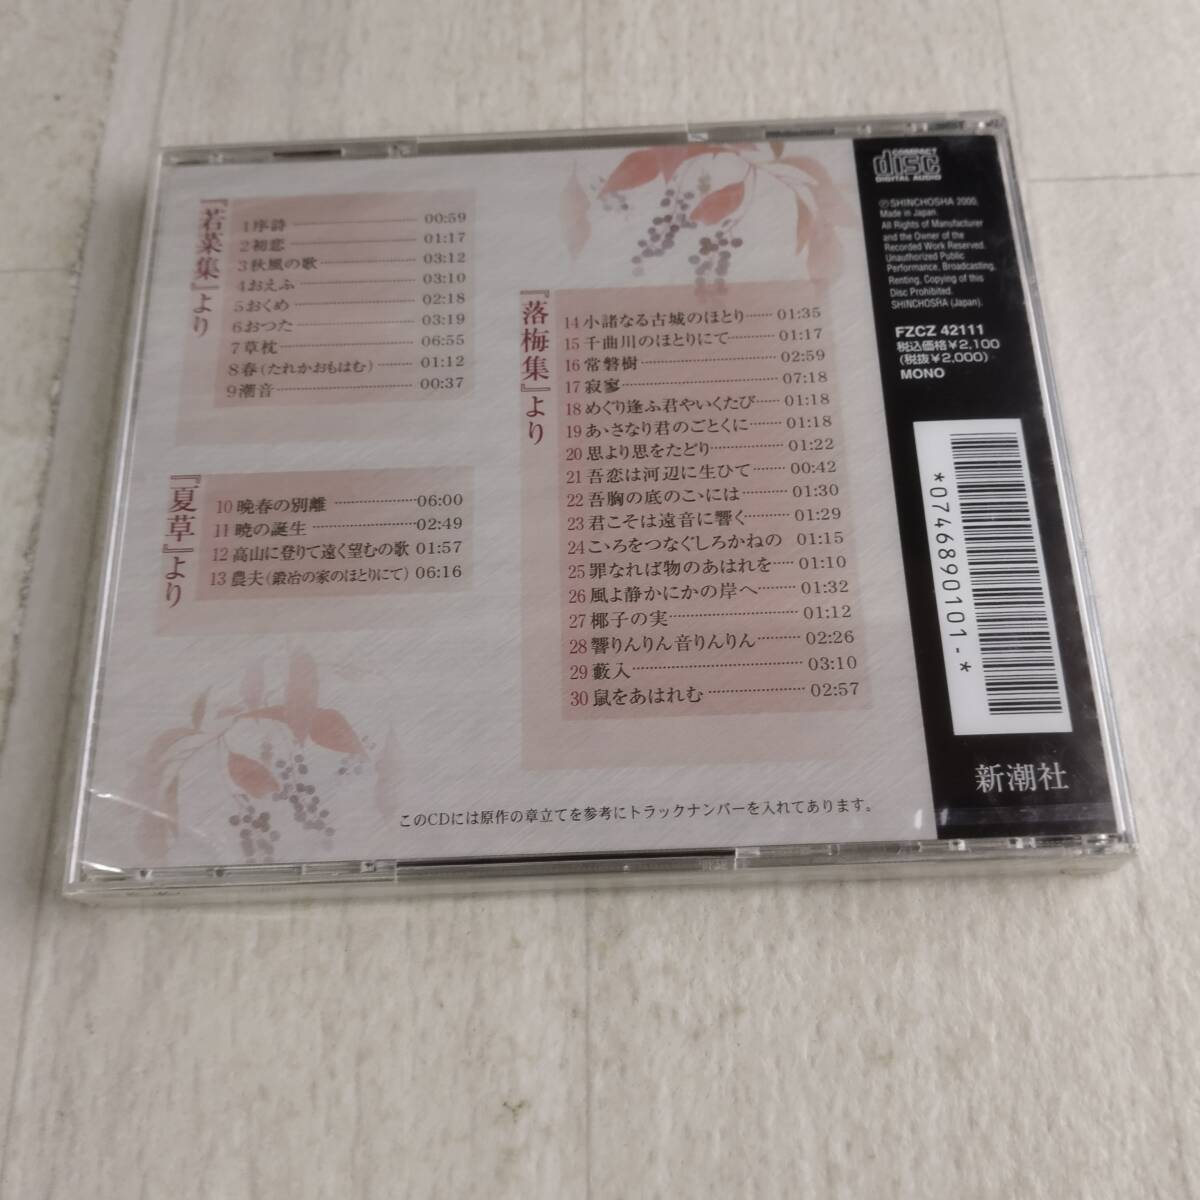 『若菜集』より
1 序詩 00:59
2 初恋 01:17
3 秋風の歌 03:12
4 おえふ 03:10
5 おくめ 02:18
6 おつた 03:19
7 草枕 06:55
8 春(たれかおもはむ) 01:12
9 潮音 00:37
『夏草』より
10 晩春の別離 06:00
11 暁の誕生 02:49
12 高山に登りて遠く望むの歌 01:57
13 農夫(鍛冶の家のほとりにて) 06:16
『落梅集』より
14 小諸なる古城のほとり 01:35
15 千曲川のほとりにて 01:17
16 常磐樹 02:59
17 寂寥 07:18
18 めぐり逢ふ君やいくたび 01:18
19 あゝさなり君のごとくに 01:18
20 思より思をたどり 01:22
21 吾恋は河辺に生ひて 00:42
22 吾胸の底のこゝには 01:30
23 君こそは遠音に響く 01:29
24 こゝろをつなぐしろかねの 01:15
25 罪なれば物のあはれを 01:10
26 風よ静かにかの岸へ 01:32
27 椰子の実 01:12
28 響りんりん音りんりん 02:26
29 藪入 03:10
30 鼠をあはれむ 02:57
このCDには原作の章立てを参考にトラックナンバーを入れてあります。
COMPACT
disc
DIGITAL AUDIO
Ⓟ SHINCHOSHA 2000.
Made in Japan.
All Rights of Manufacturer
and the Owner of the
Recorded Work Reserved.
Unauthorized Public
Performance, Broadcasting,
Renting, Copying of this
Disc Prohibited.
SHINCHOSHA (Japan).
FZCZ 42111
税込価格¥2,100
(税抜¥2,000)
MONO
*0746890101-*
新潮社